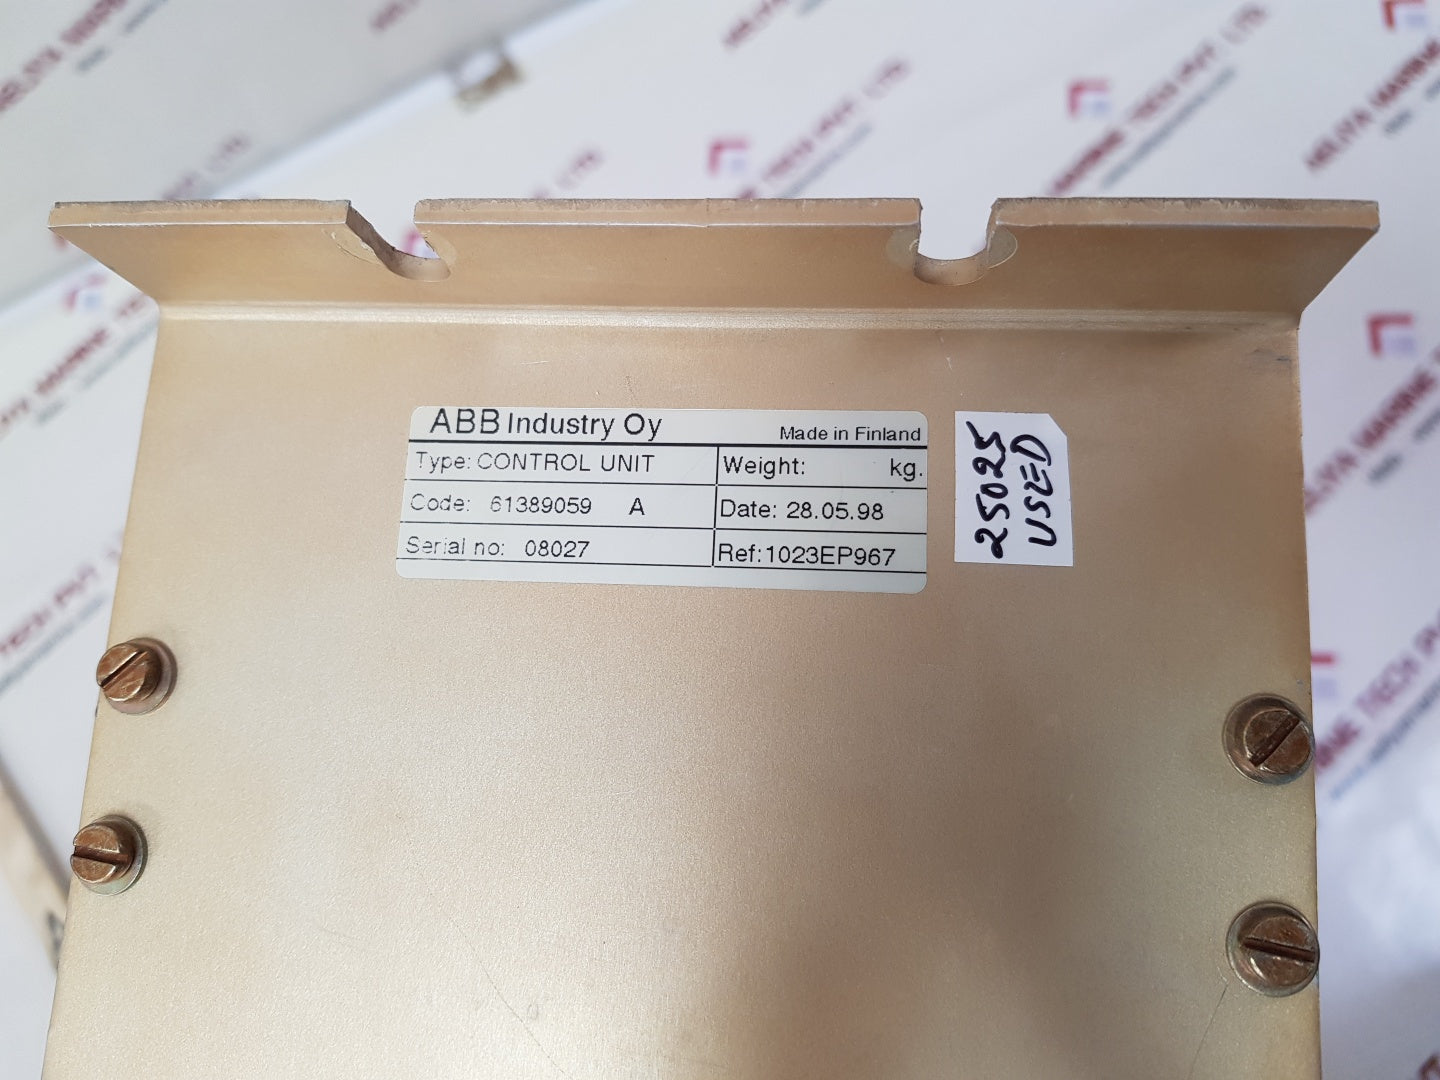 ABB Industry Oy
Made in Finland
Type: CONTROL UNIT
Weight: kg.
Code: 61389059 A
Date: 28.05.98
Serial no: 08027
Ref:1023EP967
25025
USED